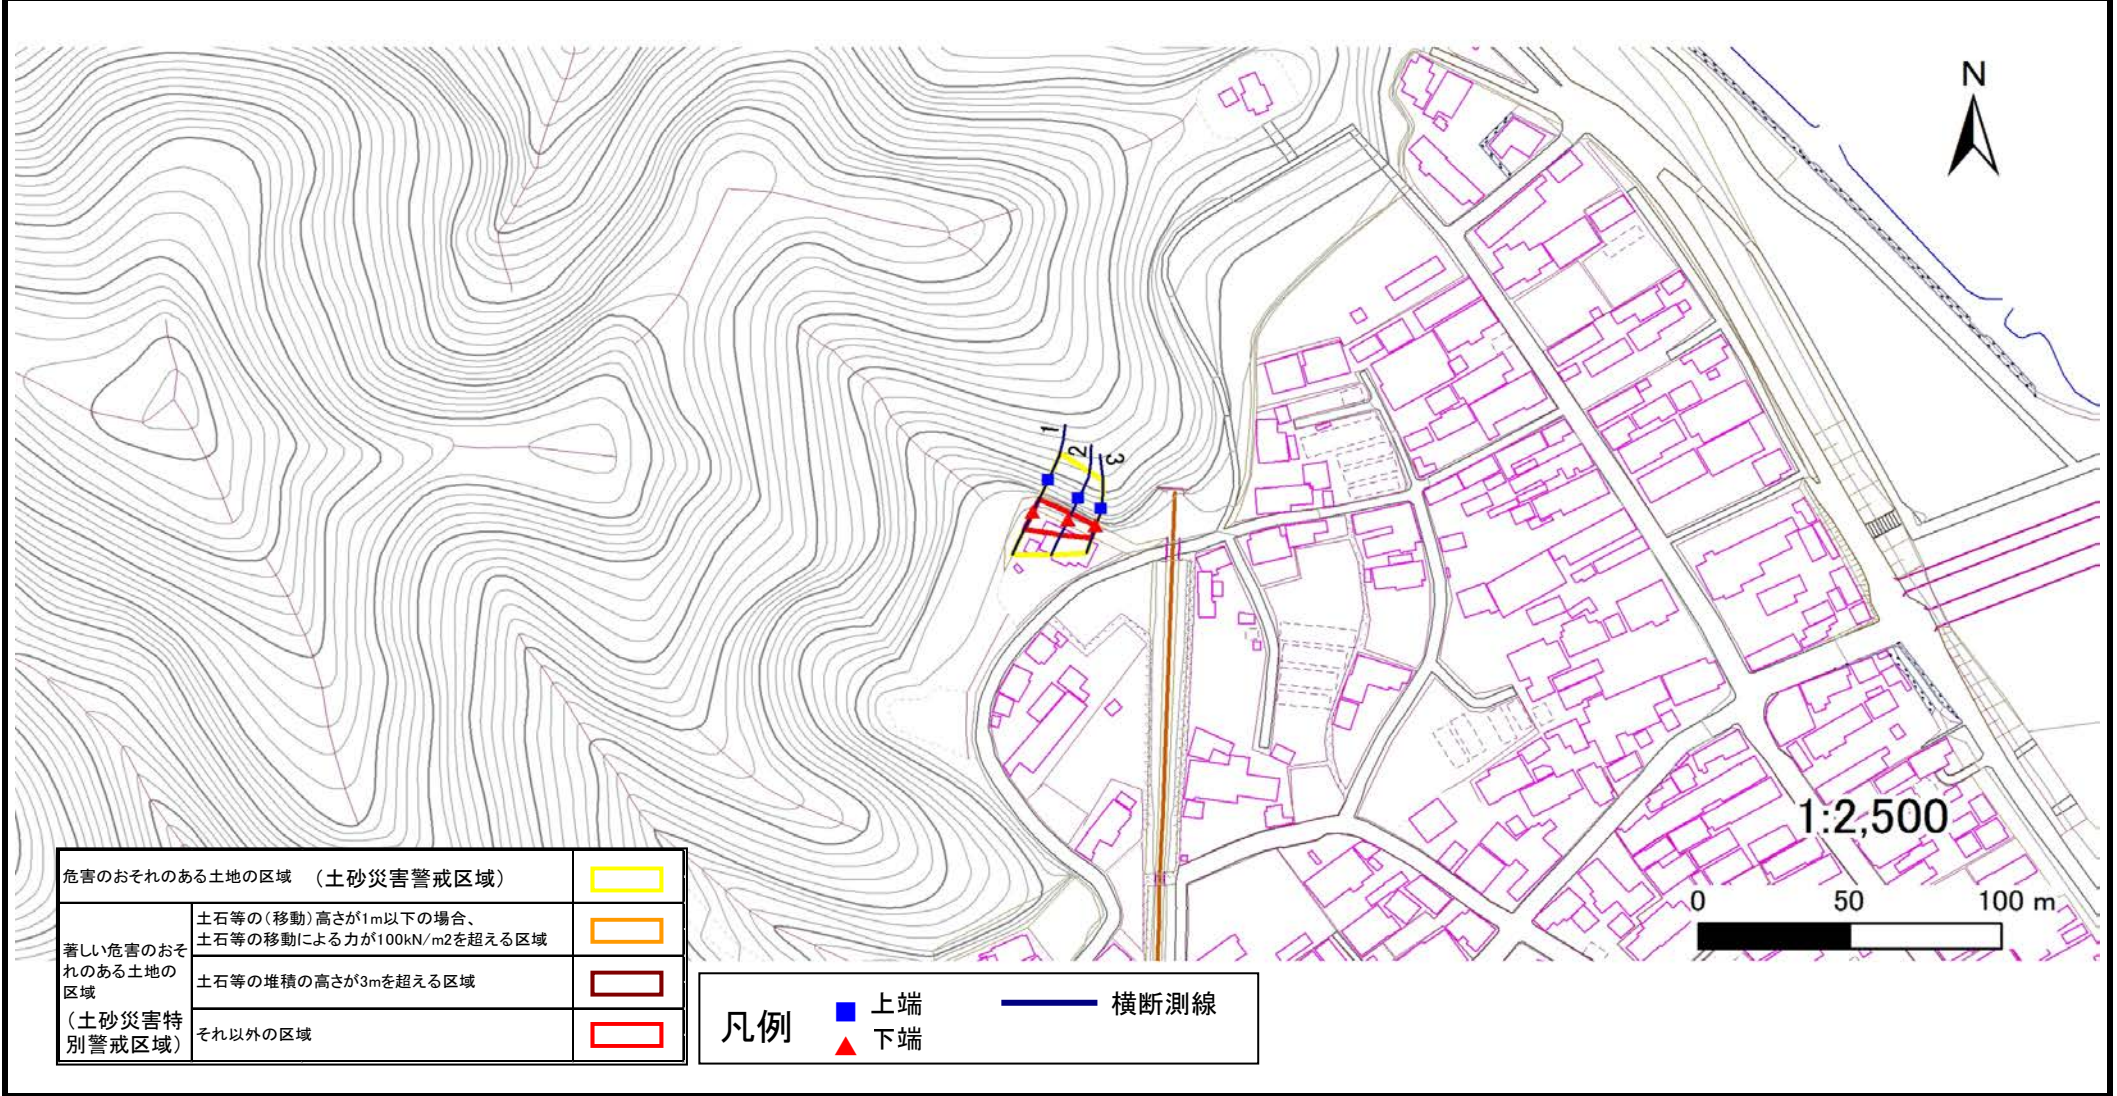 N
1
2
3
1:2,500
0 50 100 m
危害のおそれのある土地の区域 （土砂災害警戒区域）
著しい危害のおそ
れのある土地の
区域
（土砂災害特
別警戒区域）
土石等の（移動）高さが1m以下の場合、
土石等の移動による力が100kN/m2を超える区域
土石等の堆積の高さが3mを超える区域
それ以外の区域
凡例
上端
下端
横断測線